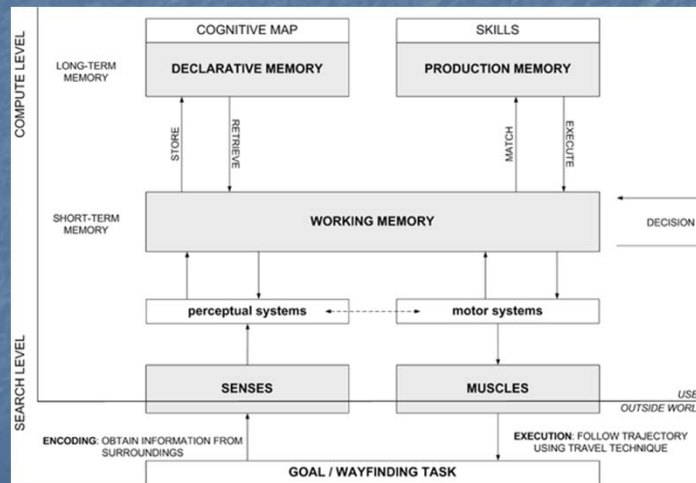 COMPUTE LEVEL
SEARCH LEVEL
COGNITIVE MAP
SKILLS
LONG-TERM
MEMORY
DECLARATIVE MEMORY
PRODUCTION MEMORY
STORE
RETRIEVE
MATCH
EXECUTE
SHORT-TERM
MEMORY
WORKING MEMORY
DECISION
perceptual systems
motor systems
SENSES
MUSCLES
USE
OUTSIDE WORL
ENCODING: OBTAIN INFORMATION FROM
SURROUNDINGS
EXECUTION: FOLLOW TRAJECTORY
USING TRAVEL TECHNIQUE
GOAL / WAYFINDING TASK